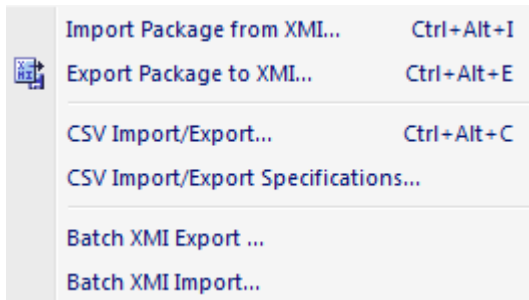 Import Package from XMI... Ctrl+Alt+I
Export Package to XMI... Ctrl+Alt+E
CSV Import/Export... Ctrl+Alt+C
CSV Import/Export Specifications...
Batch XMI Export ...
Batch XMI Import...